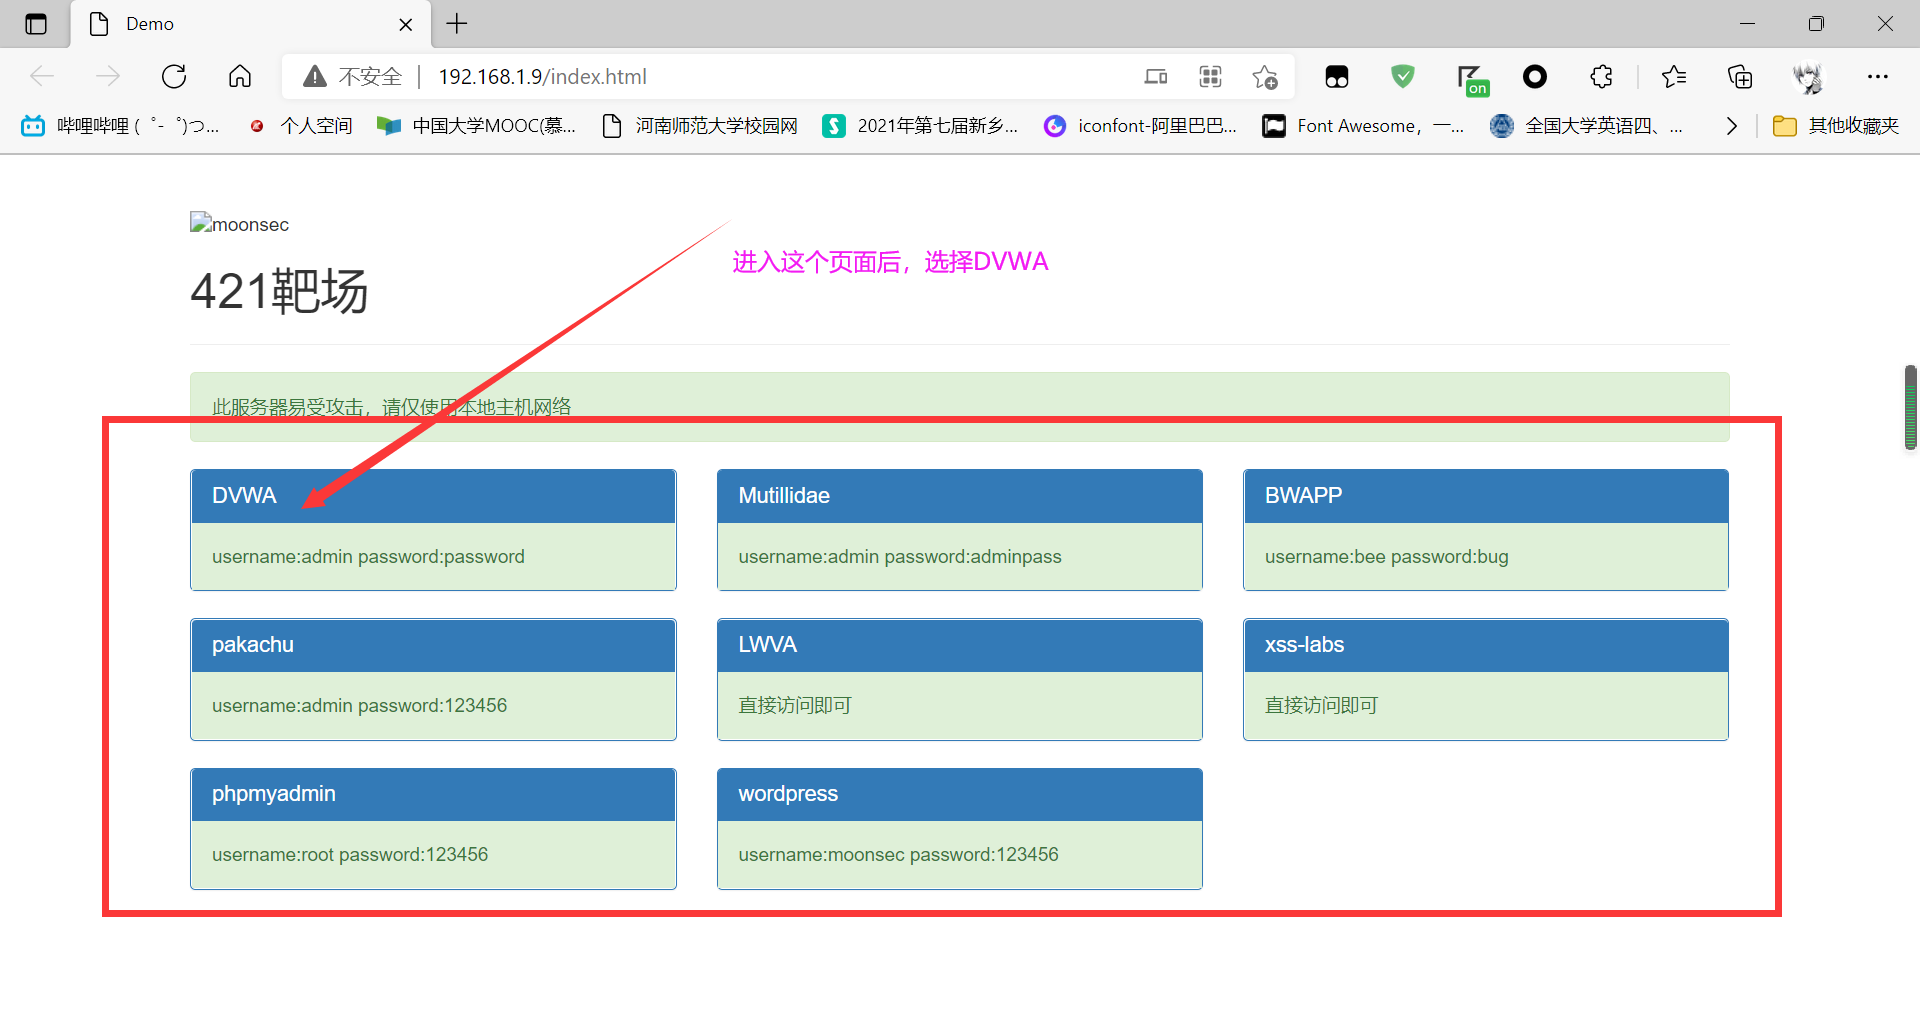 Demo
不安全 192.168.1.9/index.html
on
哔哩哔哩 ( ゜- ゜)つ...
个人空间
中国大学MOOC(慕...
河南师范大学校园网
2021年第七届新乡...
iconfont-阿里巴巴...
Font Awesome，一...
全国大学英语四、...
其他收藏夹
moonsec
进入这个页面后，选择DVWA
421靶场
此服务器易受攻击，请仅使用本地主机网络
DVWA
username:admin password:password
Mutillidae
username:admin password:adminpass
BWAPP
username:bee password:bug
pakachu
username:admin password:123456
LWVA
直接访问即可
xss-labs
直接访问即可
phpmyadmin
username:root password:123456
wordpress
username:moonsec password:123456